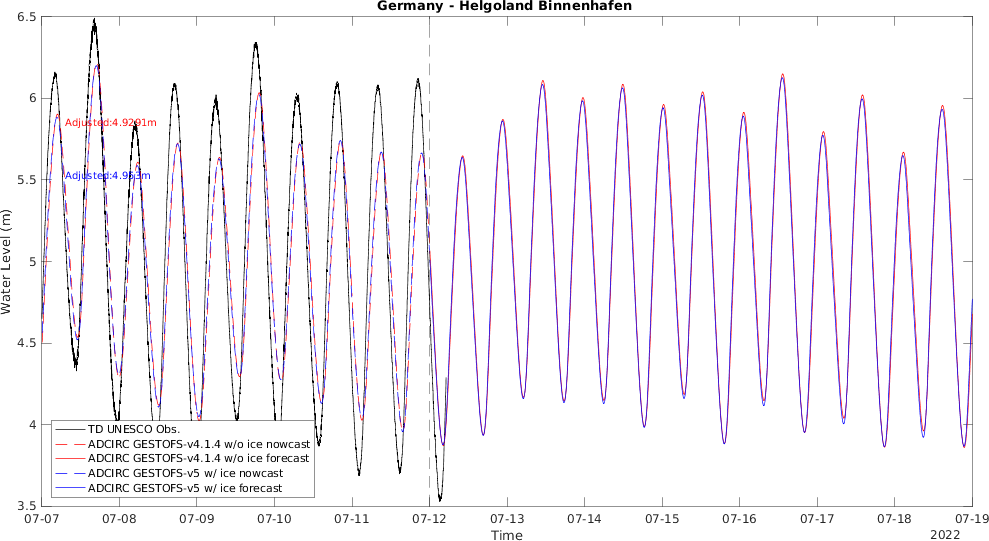 Germany - Helgoland Binnenhafen
6.5
6
5.5
5
4.5
4
3.5
Water Level (m)
Adjusted:4.9291m
Adjusted:4.953m
TD UNESCO Obs.
ADCIRC GESTOFS-v4.1.4 w/o ice nowcast
ADCIRC GESTOFS-v4.1.4 w/o ice forecast
ADCIRC GESTOFS-v5 w/ ice nowcast
ADCIRC GESTOFS-v5 w/ ice forecast
07-07 07-08 07-09 07-10 07-11 07-12 07-13 07-14 07-15 07-16 07-17 07-18 07-19
Time
2022